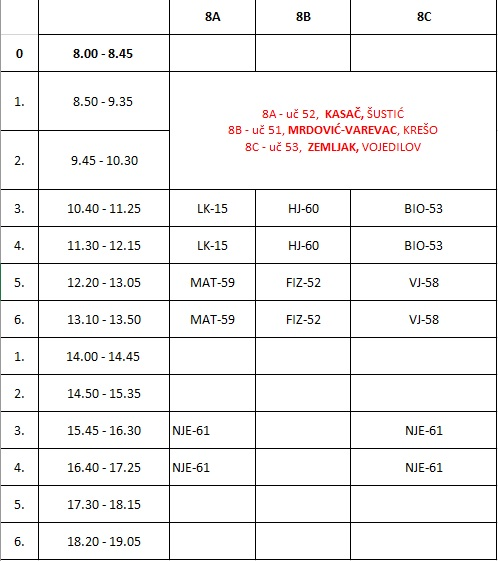 8A 8B 8C
0 8.00 - 8.45
1. 8.50 - 9.35
8A - uč 52, KASAČ, ŠUSTIĆ
8B - uč 51, MRDOVIĆ-VAREVAC, KREŠO
8C - uč 53, ZEMLJAK, VOJEDILOV
2. 9.45 - 10.30
3. 10.40 - 11.25 LK-15 HJ-60 BIO-53
4. 11.30 - 12.15 LK-15 HJ-60 BIO-53
5. 12.20 - 13.05 MAT-59 FIZ-52 VJ-58
6. 13.10 - 13.50 MAT-59 FIZ-52 VJ-58
1. 14.00 - 14.45
2. 14.50 - 15.35
3. 15.45 - 16.30 NJE-61 NJE-61
4. 16.40 - 17.25 NJE-61 NJE-61
5. 17.30 - 18.15
6. 18.20 - 19.05